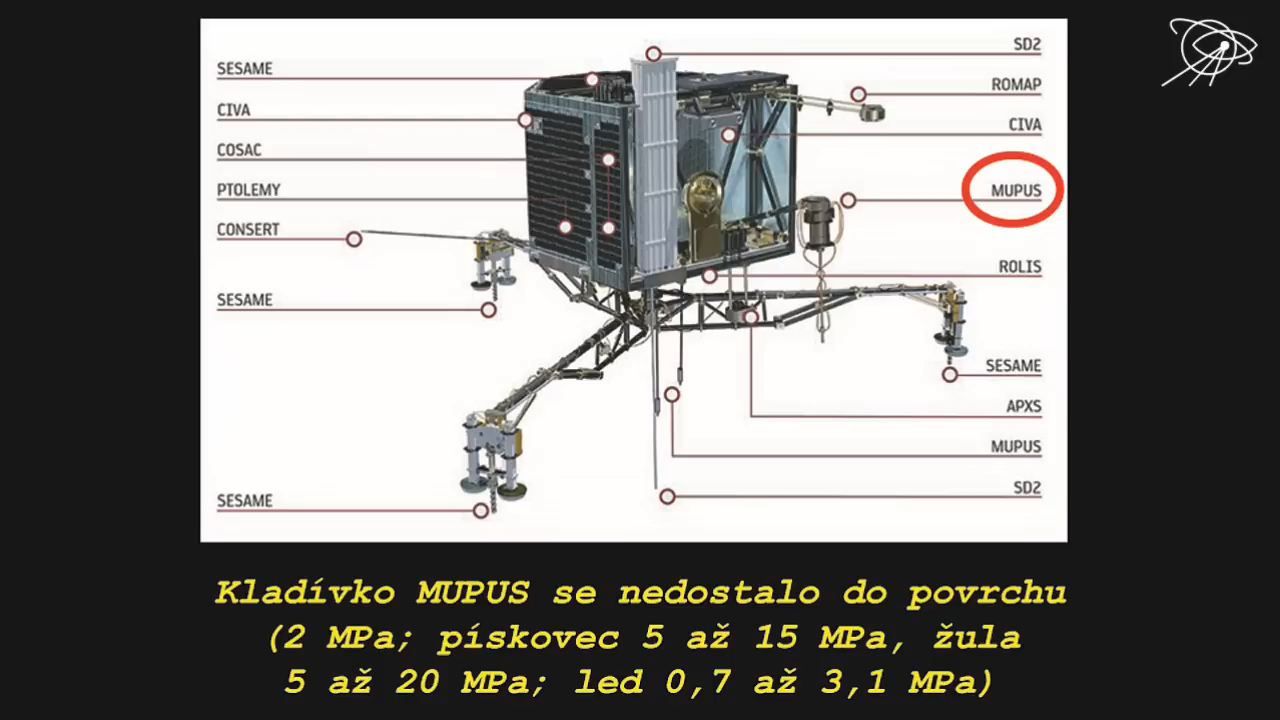 SESAME
CIVA
COSAC
PTOLEMY
CONSERT
SESAME
SESAME
SD2
ROMAP
CIVA
MUPUS
ROLIS
SESAME
APXS
MUPUS
SD2
Kladívko MUPUS se nedostalo do povrchu
(2 MPa; pískovec 5 až 15 MPa, žula
5 až 20 MPa; led 0,7 až 3,1 MPa)